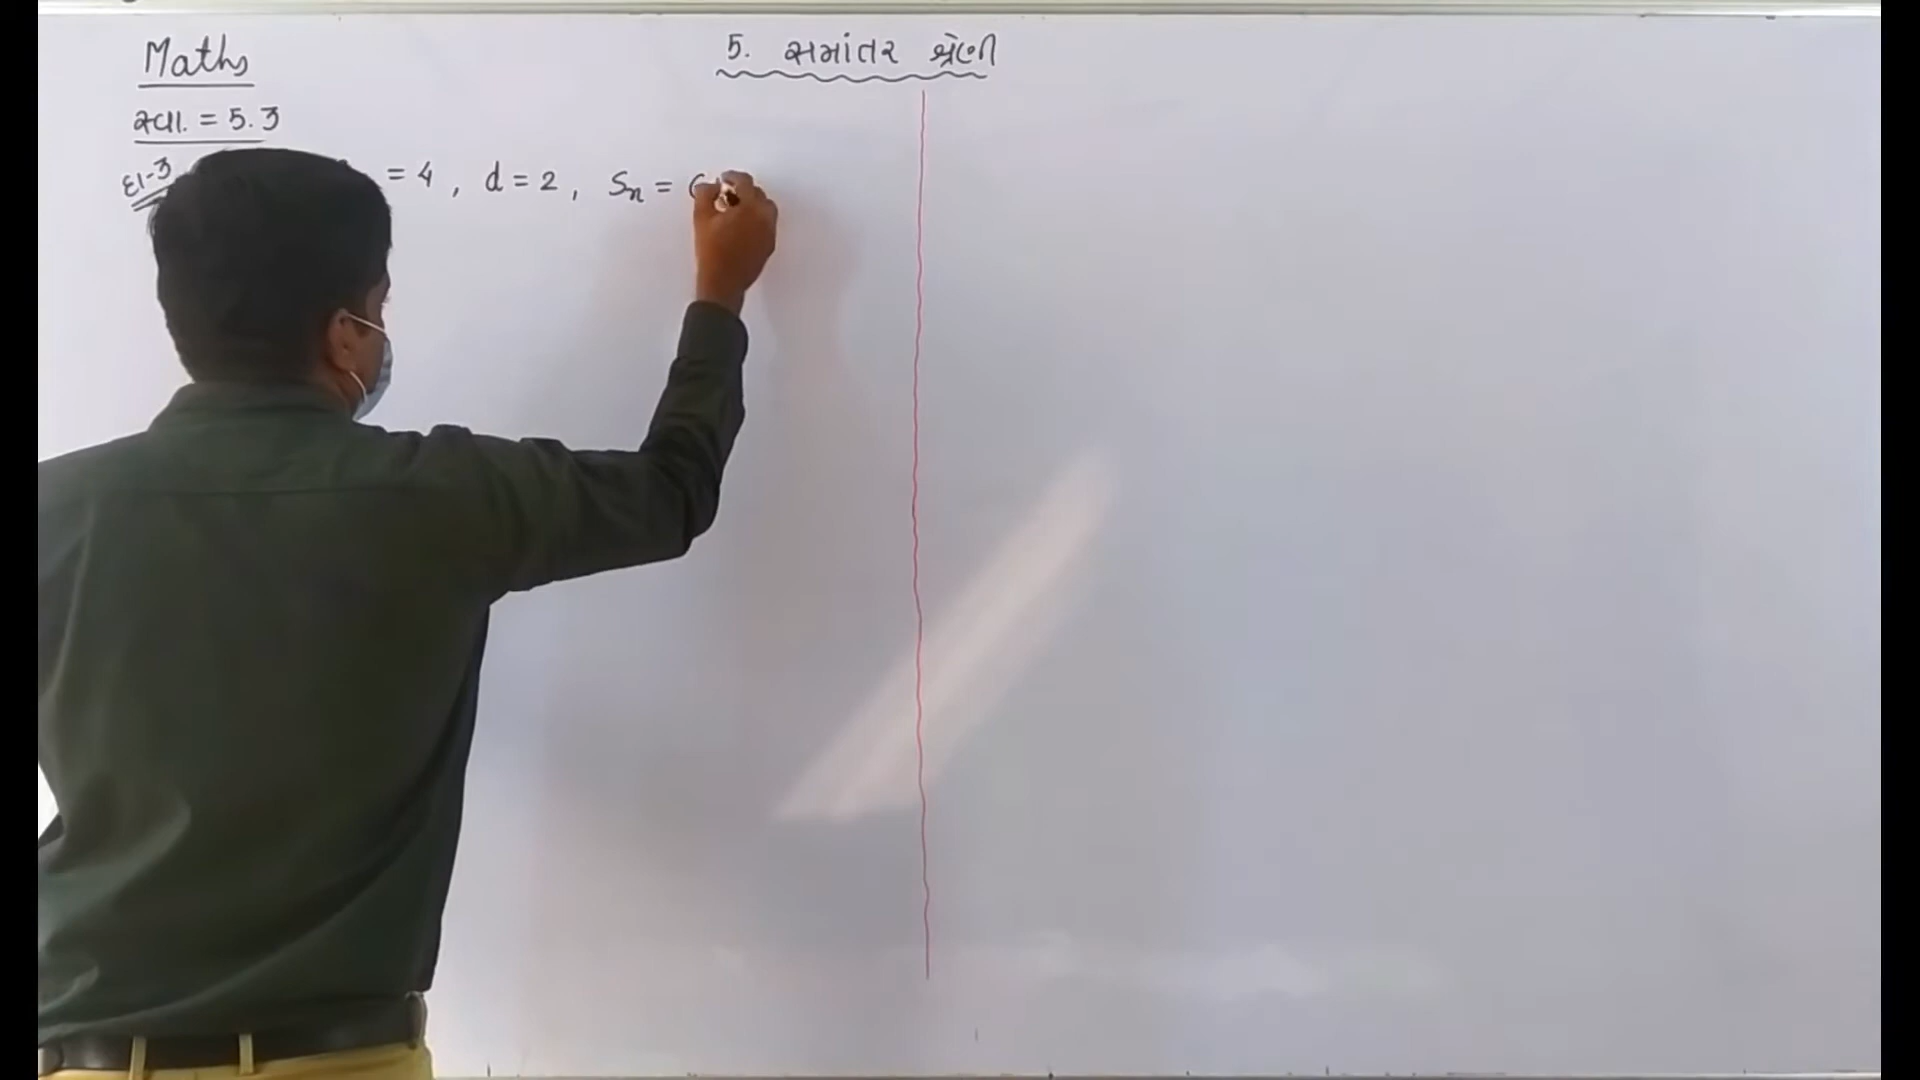 Maths
5. સમાંતર શ્રેણી
સ્વા. = 5.3
દા-3
= 4 , d = 2 , Sn =